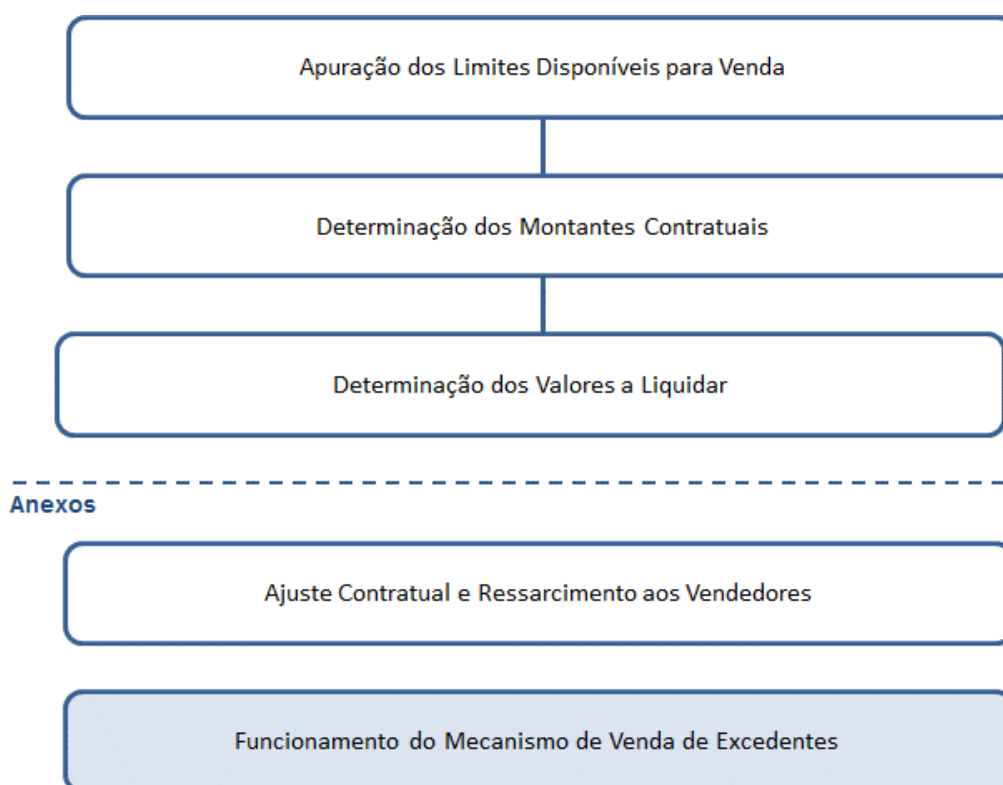 Apuração dos Limites Disponíveis para Venda
Determinação dos Montantes Contratuais
Determinação dos Valores a Liquidar
Anexos
Ajuste Contratual e Ressarcimento aos Vendedores
Funcionamento do Mecanismo de Venda de Excedentes